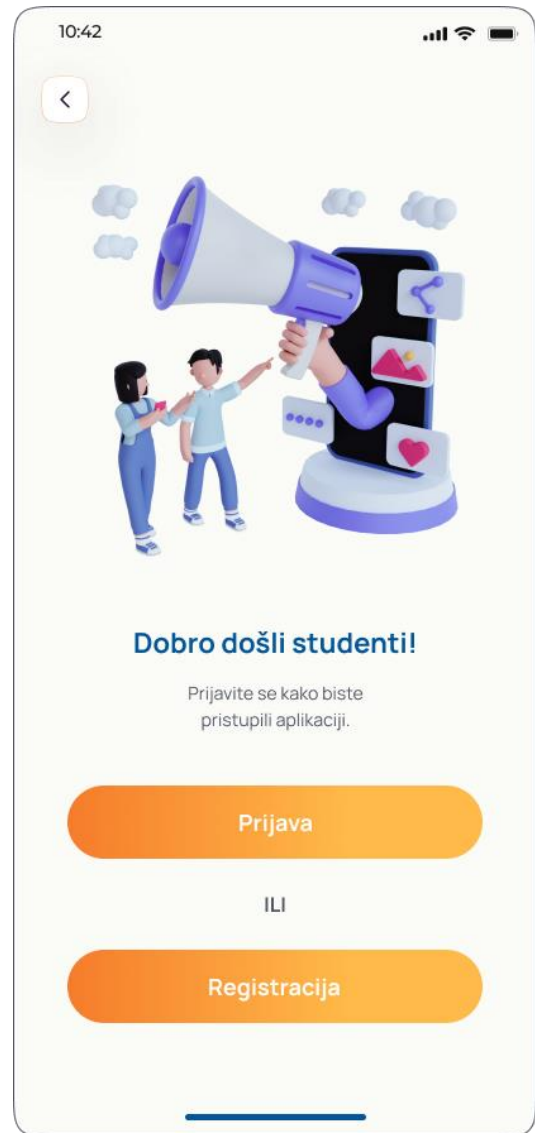 10:42
Dobro došli studenti!
Prijavite se kako biste
pristupili aplikaciji.
Prijava
ILI
Registracija